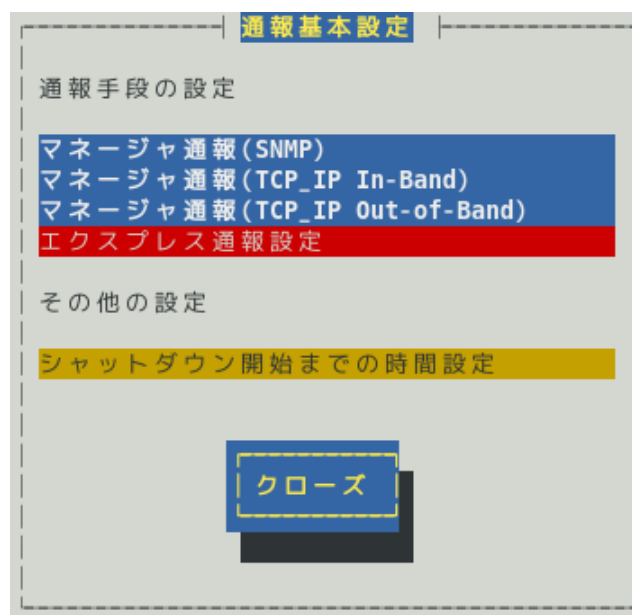 通報基本設定
通報手段の設定
マネージャ通報(SNMP)
マネージャ通報(TCP_IP In-Band)
マネージャ通報(TCP_IP Out-of-Band)
エクスプレス通報設定
その他の設定
シャットダウン開始までの時間設定
クローズ